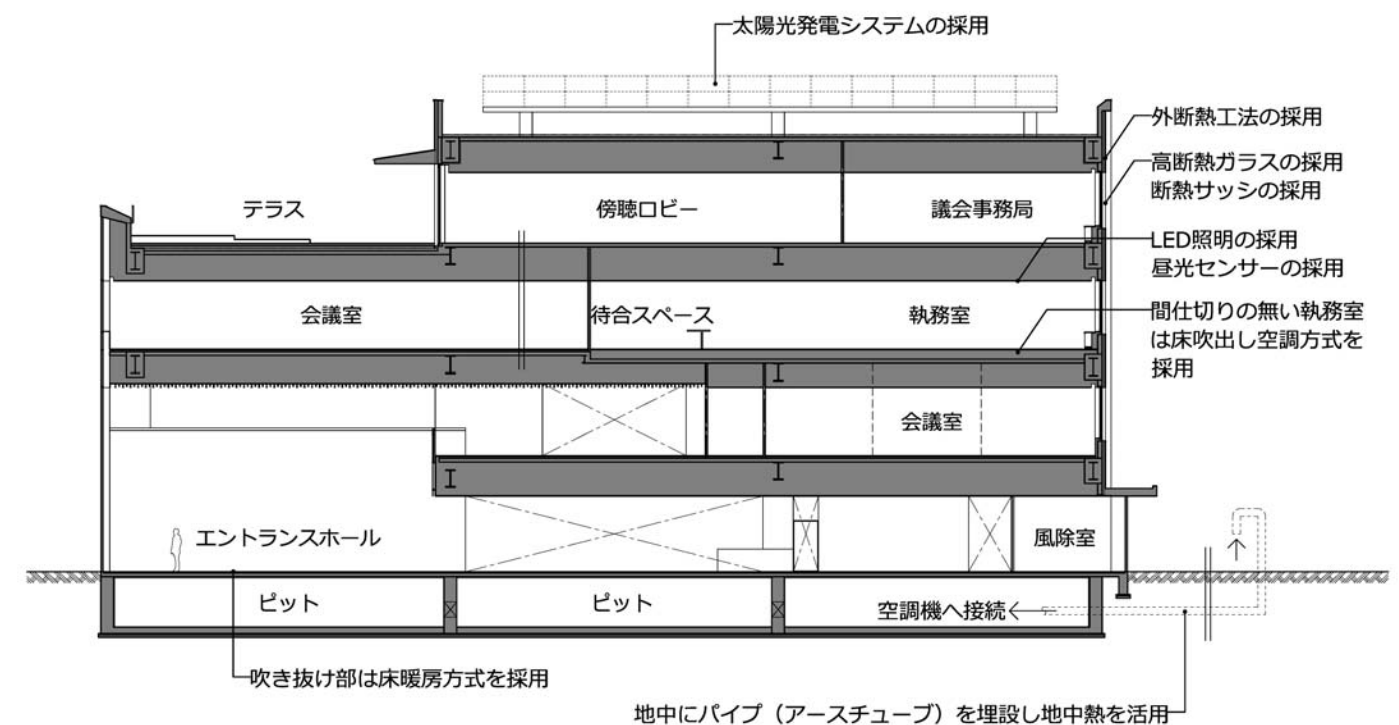 太陽光発電システムの採用
外断熱工法の採用
高断熱ガラスの採用
断熱サッシの採用
テラス
傍聴ロビー
議会事務局
LED照明の採用
昼光センサーの採用
会議室
待合スペース
執務室
間仕切りの無い執務室
は床吹出し空調方式を
採用
会議室
エントランスホール
風除室
ピット
ピット
空調機へ接続
吹き抜け部は床暖房方式を採用
地中にパイプ（アースチューブ）を埋設し地中熱を活用